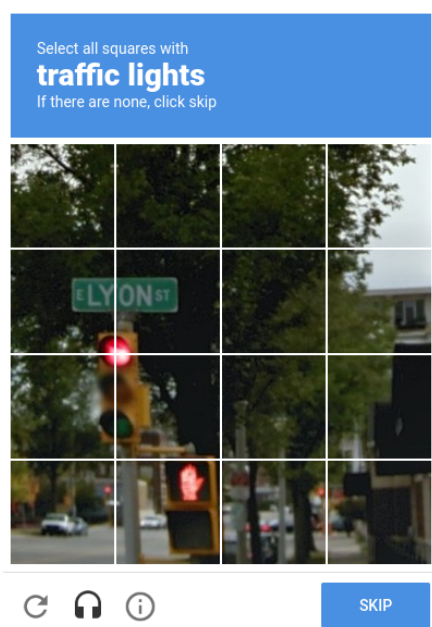 Select all squares with
traffic lights
If there are none, click skip
E LYON ST
SKIP